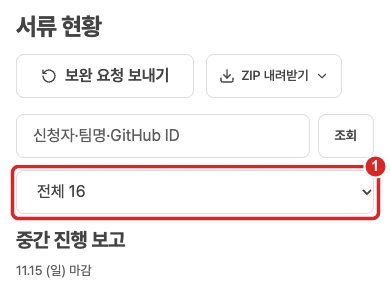 서류 현황
보완 요청 보내기
ZIP 내려받기
신청자·팀명·GitHub ID
조회
1
전체 16
중간 진행 보고
11.15 (일) 마감